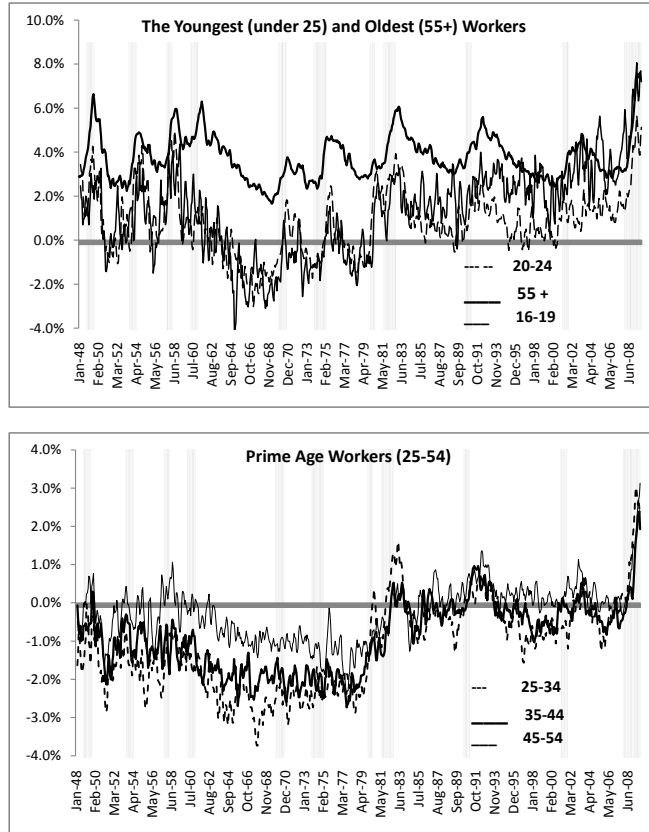 The Youngest (under 25) and Oldest (55+) Workers
10.0%
8.0%
6.0%
4.0%
2.0%
0.0%
-2.0%
-4.0%
20-24
55 +
16-19
Jan-48
Feb-50
Mar-52
Apr-54
May-56
Jun-58
Jul-60
Aug-62
Sep-64
Oct-66
Nov-68
Dec-70
Jan-73
Feb-75
Mar-77
Apr-79
May-81
Jun-83
Jul-85
Aug-87
Sep-89
Oct-91
Nov-93
Dec-95
Jan-98
Feb-00
Mar-02
Apr-04
May-06
Jun-08
Prime Age Workers (25-54)
4.0%
3.0%
2.0%
1.0%
0.0%
-1.0%
-2.0%
-3.0%
-4.0%
25-34
35-44
45-54
Jan-48
Feb-50
Mar-52
Apr-54
May-56
Jun-58
Jul-60
Aug-62
Sep-64
Oct-66
Nov-68
Dec-70
Jan-73
Feb-75
Mar-77
Apr-79
May-81
Jun-83
Jul-85
Aug-87
Sep-89
Oct-91
Nov-93
Dec-95
Jan-98
Feb-00
Mar-02
Apr-04
May-06
Jun-08